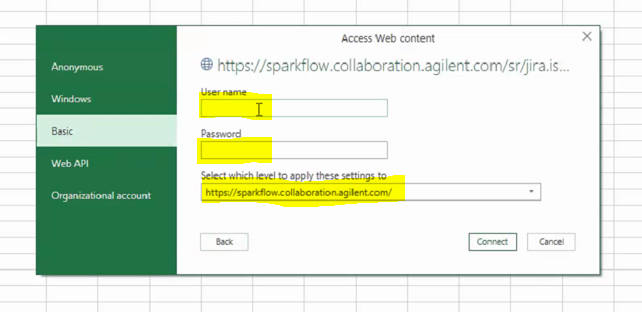 Access Web content
Anonymous
Windows
Basic
Web API
Organizational account
https://sparkflow.collaboration.agilent.com/sr/jira.is...
User name
Password
Select which level to apply these settings to
https://sparkflow.collaboration.agilent.com/
Back
Connect
Cancel